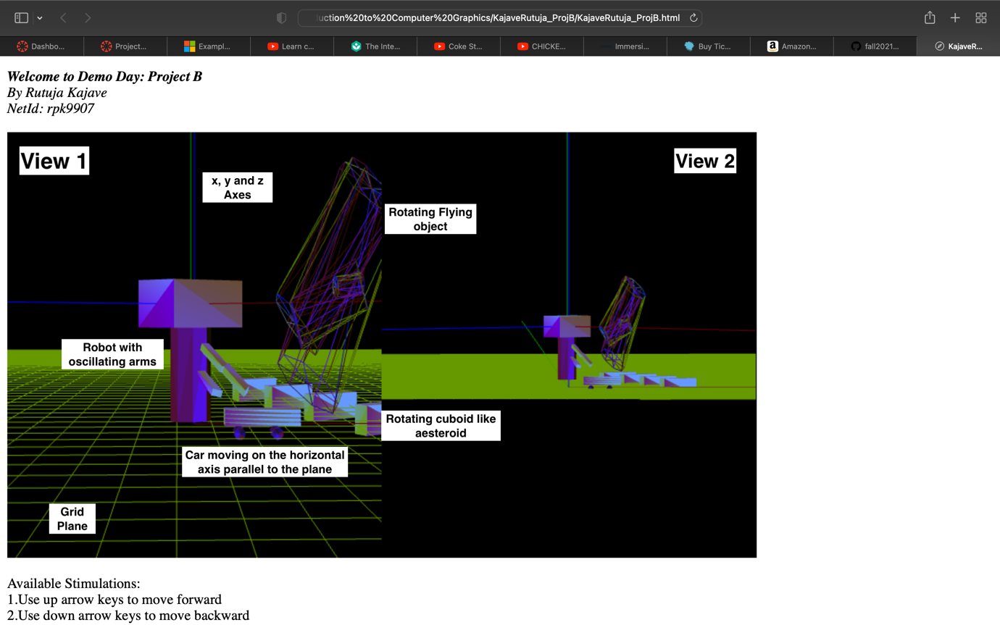 uction%20to%20Computer%20Graphics/KajaveRutuja_ProjB/KajaveRutuja_ProjB.html
Dashbo...
Project...
Exampl...
Learn c...
The Inte...
Coke St...
CHICKE...
Immersi...
Buy Tic...
a Amazon...
fall2021...
KajaveR...
Welcome to Demo Day: Project B
By Rutuja Kajave
NetId: rpk9907
View 1
View 2
x, y and z
Axes
Rotating Flying
object
Robot with
oscillating arms
Rotating cuboid like
aesteroid
Car moving on the horizontal
axis parallel to the plane
Grid
Plane
Available Stimulations:
1.Use up arrow keys to move forward
2.Use down arrow keys to move backward